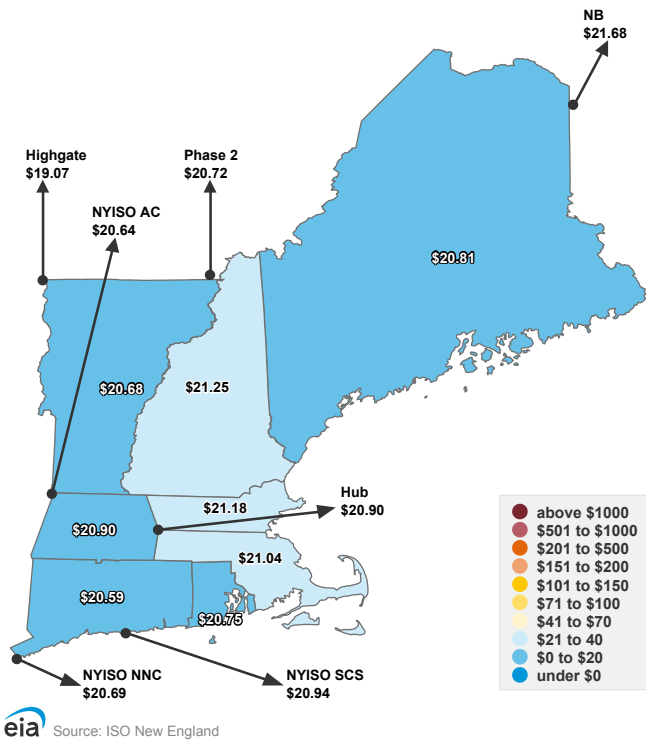 NB
$21.68
Highgate
$19.07
Phase 2
$20.72
NYISO AC
$20.64
$20.81
$20.68
$21.25
Hub
$20.90
$21.18
$20.90
$21.04
$20.59
$20.75
NYISO NNC
$20.69
NYISO SCS
$20.94
above $1000
$501 to $1000
$201 to $500
$151 to $200
$101 to $150
$71 to $100
$41 to $70
$21 to 40
$0 to $20
under $0
eia Source: ISO New England